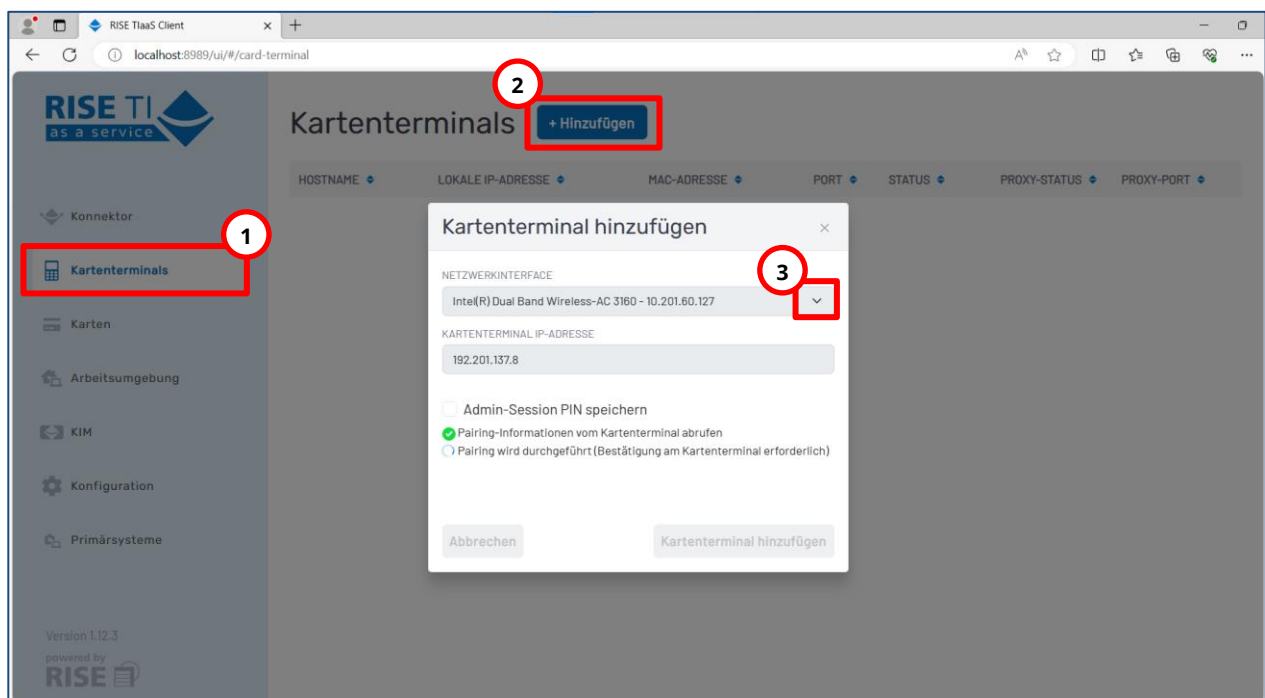 RISE TIaaS Client
localhost:8989/ui/#/card-terminal
RISE TI
as a service
Kartenterminals
+ Hinzufügen
2
HOSTNAME LOKALE IP-ADRESSE MAC-ADRESSE PORT STATUS PROXY-STATUS PROXY-PORT
Konnektor
1
Kartenterminals
Karten
Arbeitsumgebung
KIM
Konfiguration
Primärsysteme
Kartenterminal hinzufügen
3
NETZWERKINTERFACE
Intel(R) Dual Band Wireless-AC 3160 - 10.201.60.127
KARTENTERMINAL IP-ADRESSE
192.201.137.8
Admin-Session PIN speichern
Pairing-Informationen vom Kartenterminal abrufen
Pairing wird durchgeführt (Bestätigung am Kartenterminal erforderlich)
Abbrechen Kartenterminal hinzufügen
Version 1.12.3
powered by
RISE